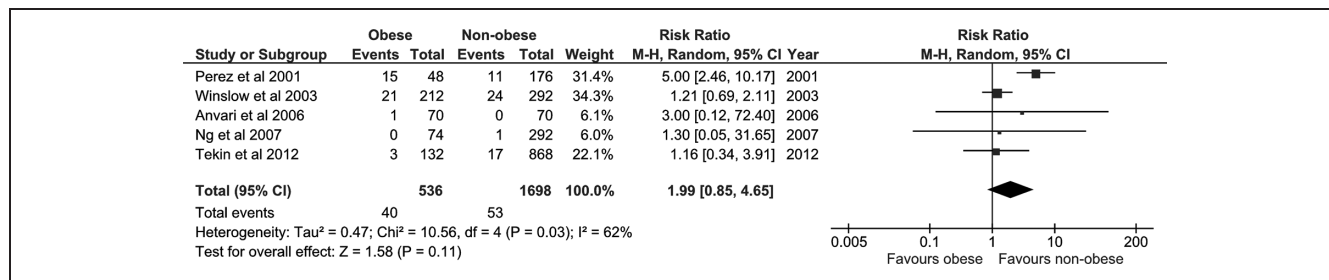 Obese Non-obese Risk Ratio Risk Ratio
Study or Subgroup Events Total Events Total Weight M-H, Random, 95% CI Year M-H, Random, 95% CI
Perez et al 2001 15 48 11 176 31.4% 5.00 [2.46, 10.17] 2001
Winslow et al 2003 21 212 24 292 34.3% 1.21 [0.69, 2.11] 2003
Anvari et al 2006 1 70 0 70 6.1% 3.00 [0.12, 72.40] 2006
Ng et al 2007 0 74 1 292 6.0% 1.30 [0.05, 31.65] 2007
Tekin et al 2012 3 132 17 868 22.1% 1.16 [0.34, 3.91] 2012
Total (95% CI) 536 1698 100.0% 1.99 [0.85, 4.65]
Total events 40 53
Heterogeneity: Tau² = 0.47; Chi² = 10.56, df = 4 (P = 0.03); I² = 62%
Test for overall effect: Z = 1.58 (P = 0.11)
0.005 0.1 1 10 200
Favours obese Favours non-obese